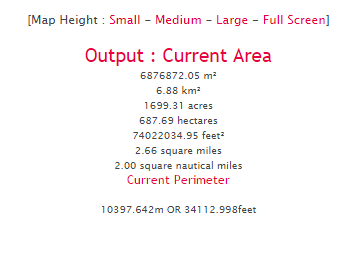 [Map Height : Small - Medium - Large - Full Screen]
Output : Current Area
6876872.05 m²
6.88 km²
1699.31 acres
687.69 hectares
74022034.95 feet²
2.66 square miles
2.00 square nautical miles
Current Perimeter
10397.642m OR 34112.998feet